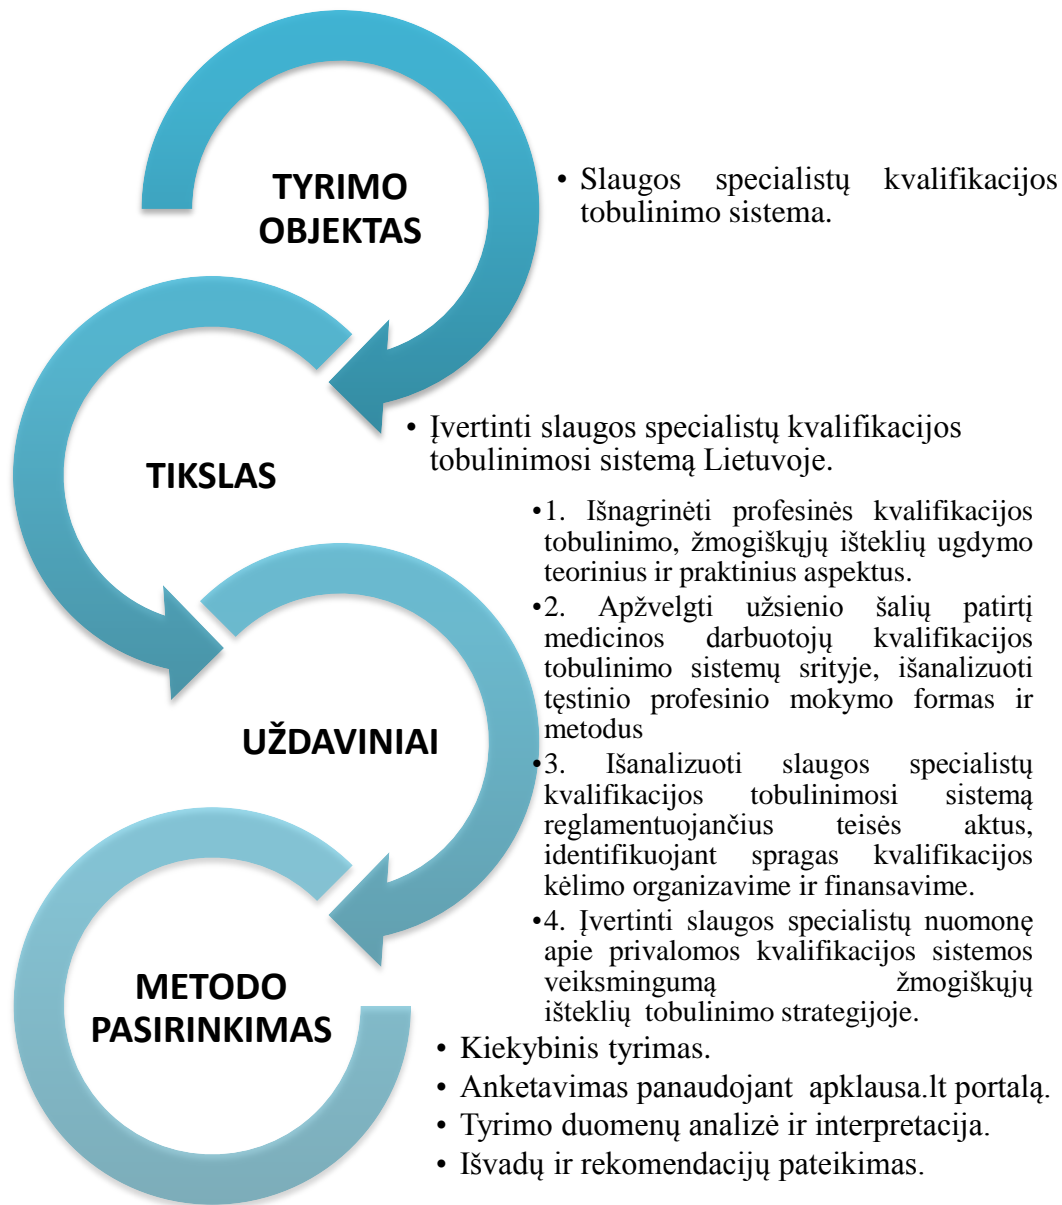 TYRIMO
OBJEKTAS
• Slaugos specialistų kvalifikacijos
tobulinimo sistema.
TIKSLAS
• Įvertinti slaugos specialistų kvalifikacijos
tobulinimosi sistemą Lietuvoje.
UŽDAVINIAI
•1. Išnagrinėti profesinės kvalifikacijos
tobulinimo, žmogiškųjų išteklių ugdymo
teorinius ir praktinius aspektus.
•2. Apžvelgti užsienio šalių patirtį
medicinos darbuotojų kvalifikacijos
tobulinimo sistemų srityje, išanalizuoti
tęstinio profesinio mokymo formas ir
metodus
•3. Išanalizuoti slaugos specialistų
kvalifikacijos tobulinimosi sistemą
reglamentuojančius teisės aktus,
identifikuojant spragas kvalifikacijos
kėlimo organizavime ir finansavime.
•4. Įvertinti slaugos specialistų nuomonę
apie privalomos kvalifikacijos sistemos
veiksmingumą žmogiškųjų
išteklių tobulinimo strategijoje.
METODO
PASIRINKIMAS
• Kiekybinis tyrimas.
• Anketavimas panaudojant apklausa.lt portalą.
• Tyrimo duomenų analizė ir interpretacija.
• Išvadų ir rekomendacijų pateikimas.